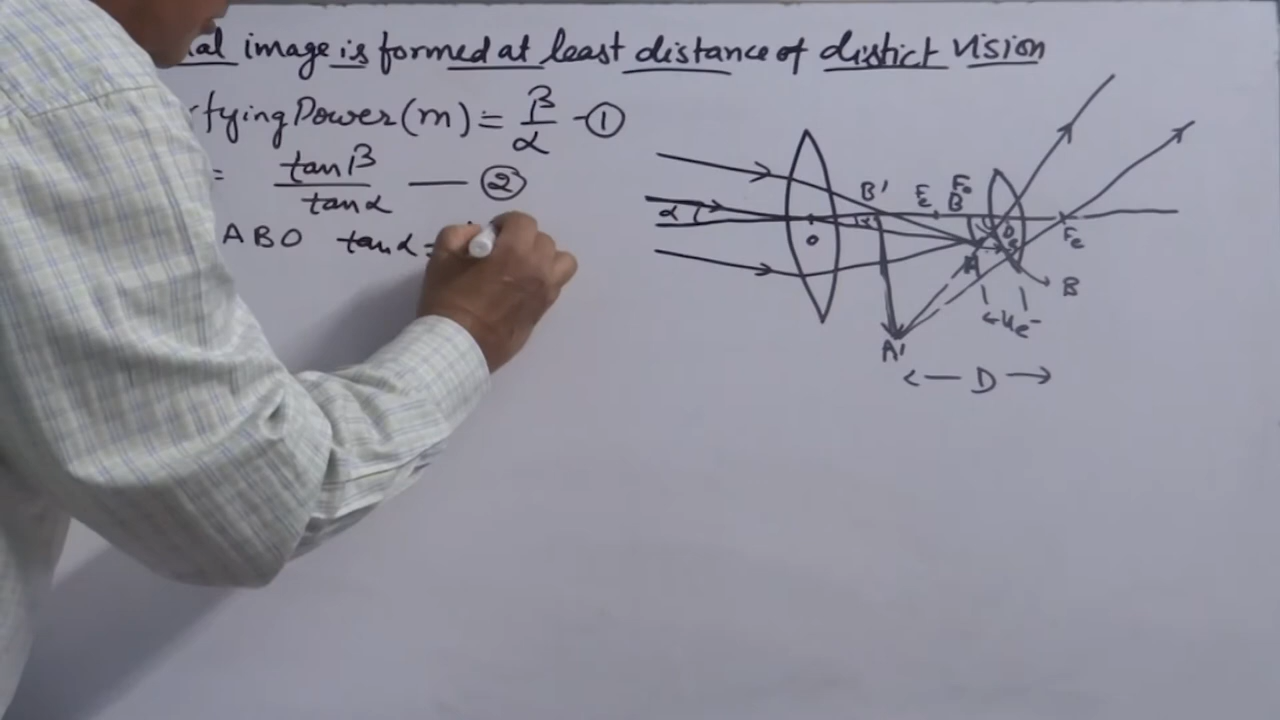 image is formed at least distance of distict vision
fying Power (m) = β/α - ①
= tanβ/tanα — ②
ABO tanα =
α
B'
Fₒ
B
α
O
Fe
A
B
ue
A'
← D →